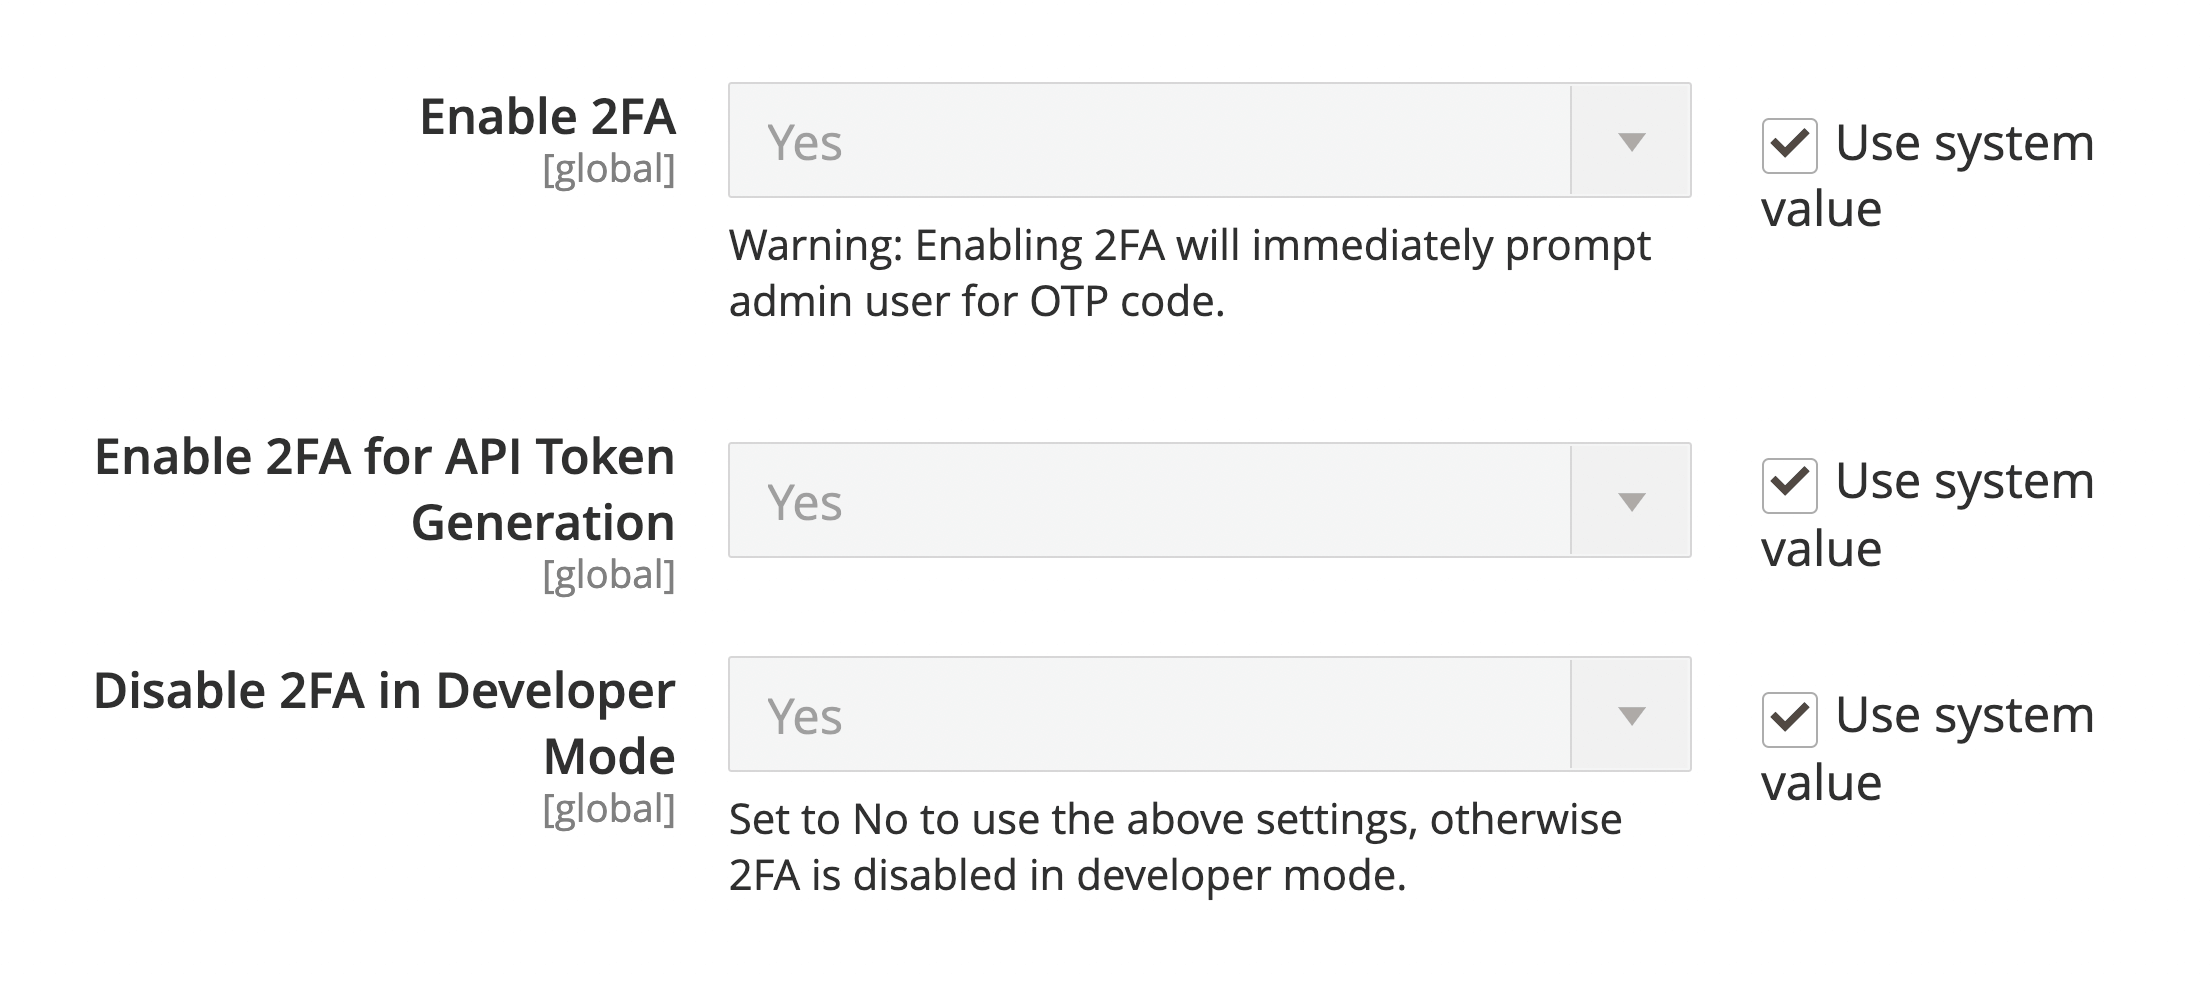 Enable 2FA
[global]
Yes
Use system
value
Warning: Enabling 2FA will immediately prompt
admin user for OTP code.
Enable 2FA for API Token
Generation
[global]
Yes
Use system
value
Disable 2FA in Developer
Mode
[global]
Yes
Use system
value
Set to No to use the above settings, otherwise
2FA is disabled in developer mode.